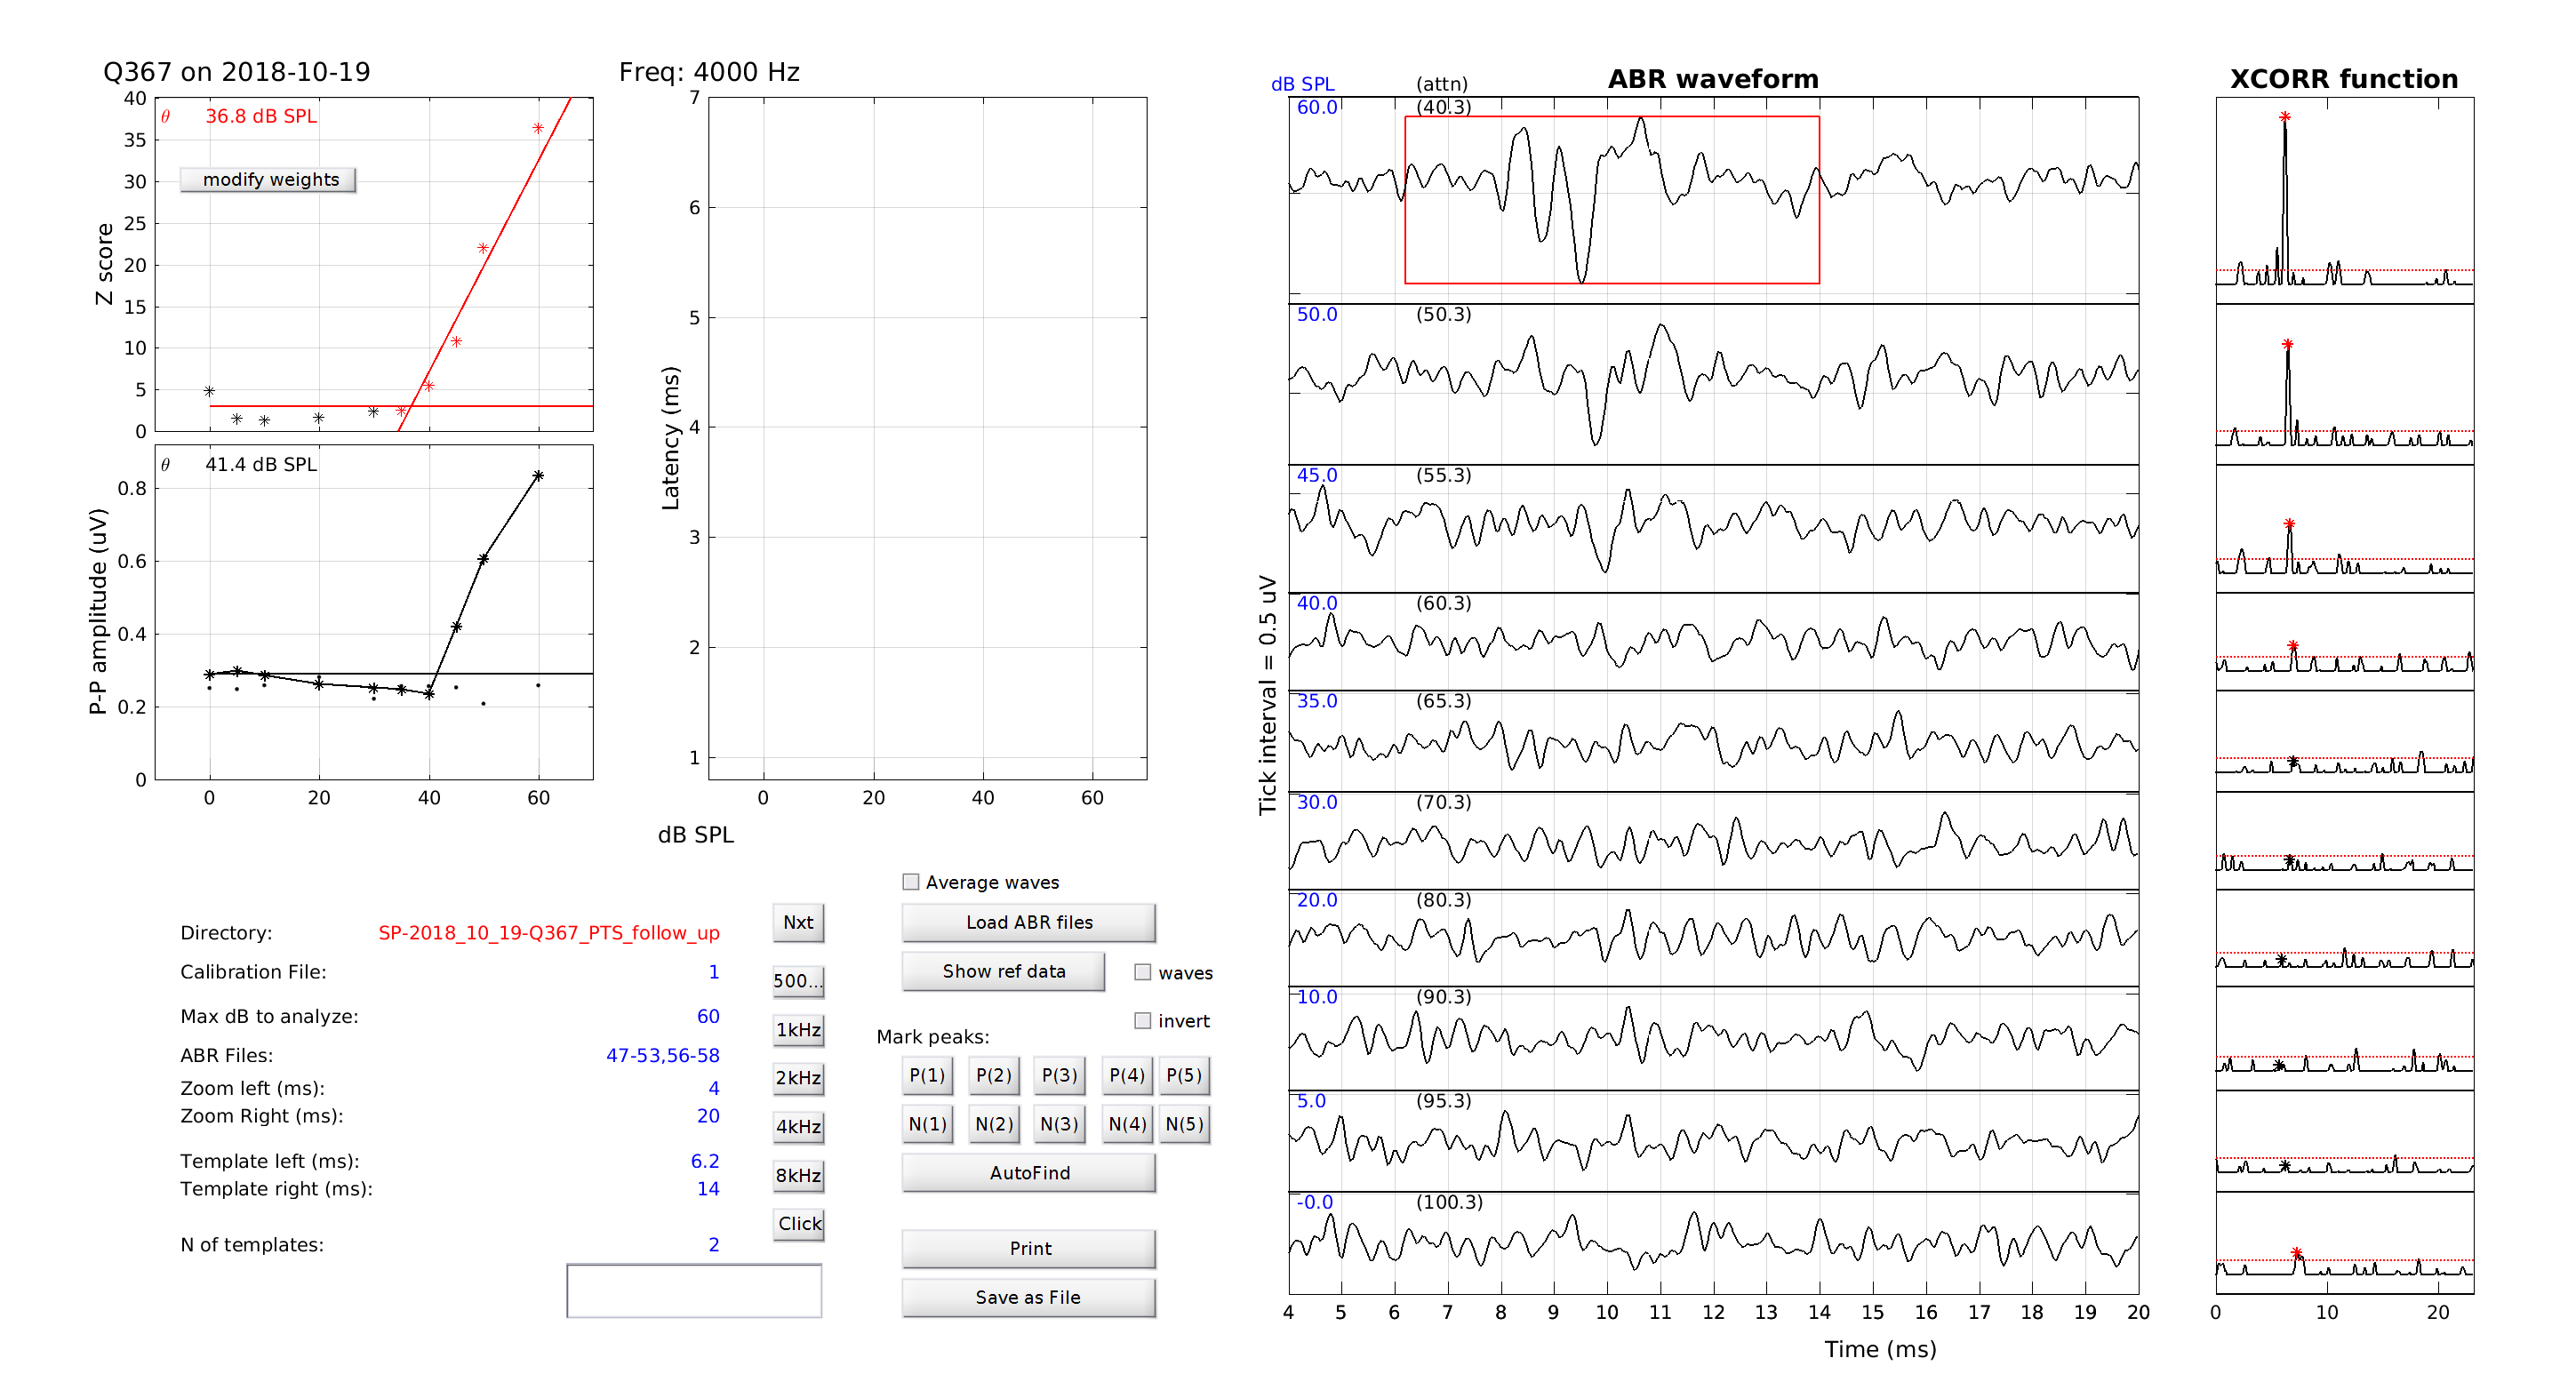 Q367 on 2018-10-19
Freq: 4000 Hz
θ 36.8 dB SPL
modify weights
Z score
40
35
30
25
20
15
10
5
0
θ 41.4 dB SPL
P-P amplitude (uV)
0.8
0.6
0.4
0.2
0
0 20 40 60
Latency (ms)
7
6
5
4
3
2
1
0 20 40 60
dB SPL
Directory: SP-2018_10_19-Q367_PTS_follow_up
Calibration File: 1
Max dB to analyze: 60
ABR Files: 47-53,56-58
Zoom left (ms): 4
Zoom Right (ms): 20
Template left (ms): 6.2
Template right (ms): 14
N of templates: 2
Nxt
500...
1kHz
2kHz
4kHz
8kHz
Click
Average waves
Load ABR files
Show ref data
waves
invert
Mark peaks:
P(1) P(2) P(3) P(4) P(5)
N(1) N(2) N(3) N(4) N(5)
AutoFind
Print
Save as File
dB SPL (attn) ABR waveform
60.0 (40.3)
50.0 (50.3)
45.0 (55.3)
40.0 (60.3)
35.0 (65.3)
30.0 (70.3)
20.0 (80.3)
10.0 (90.3)
5.0 (95.3)
-0.0 (100.3)
Tick interval = 0.5 uV
4 5 6 7 8 9 10 11 12 13 14 15 16 17 18 19 20
Time (ms)
XCORR function
0 10 20